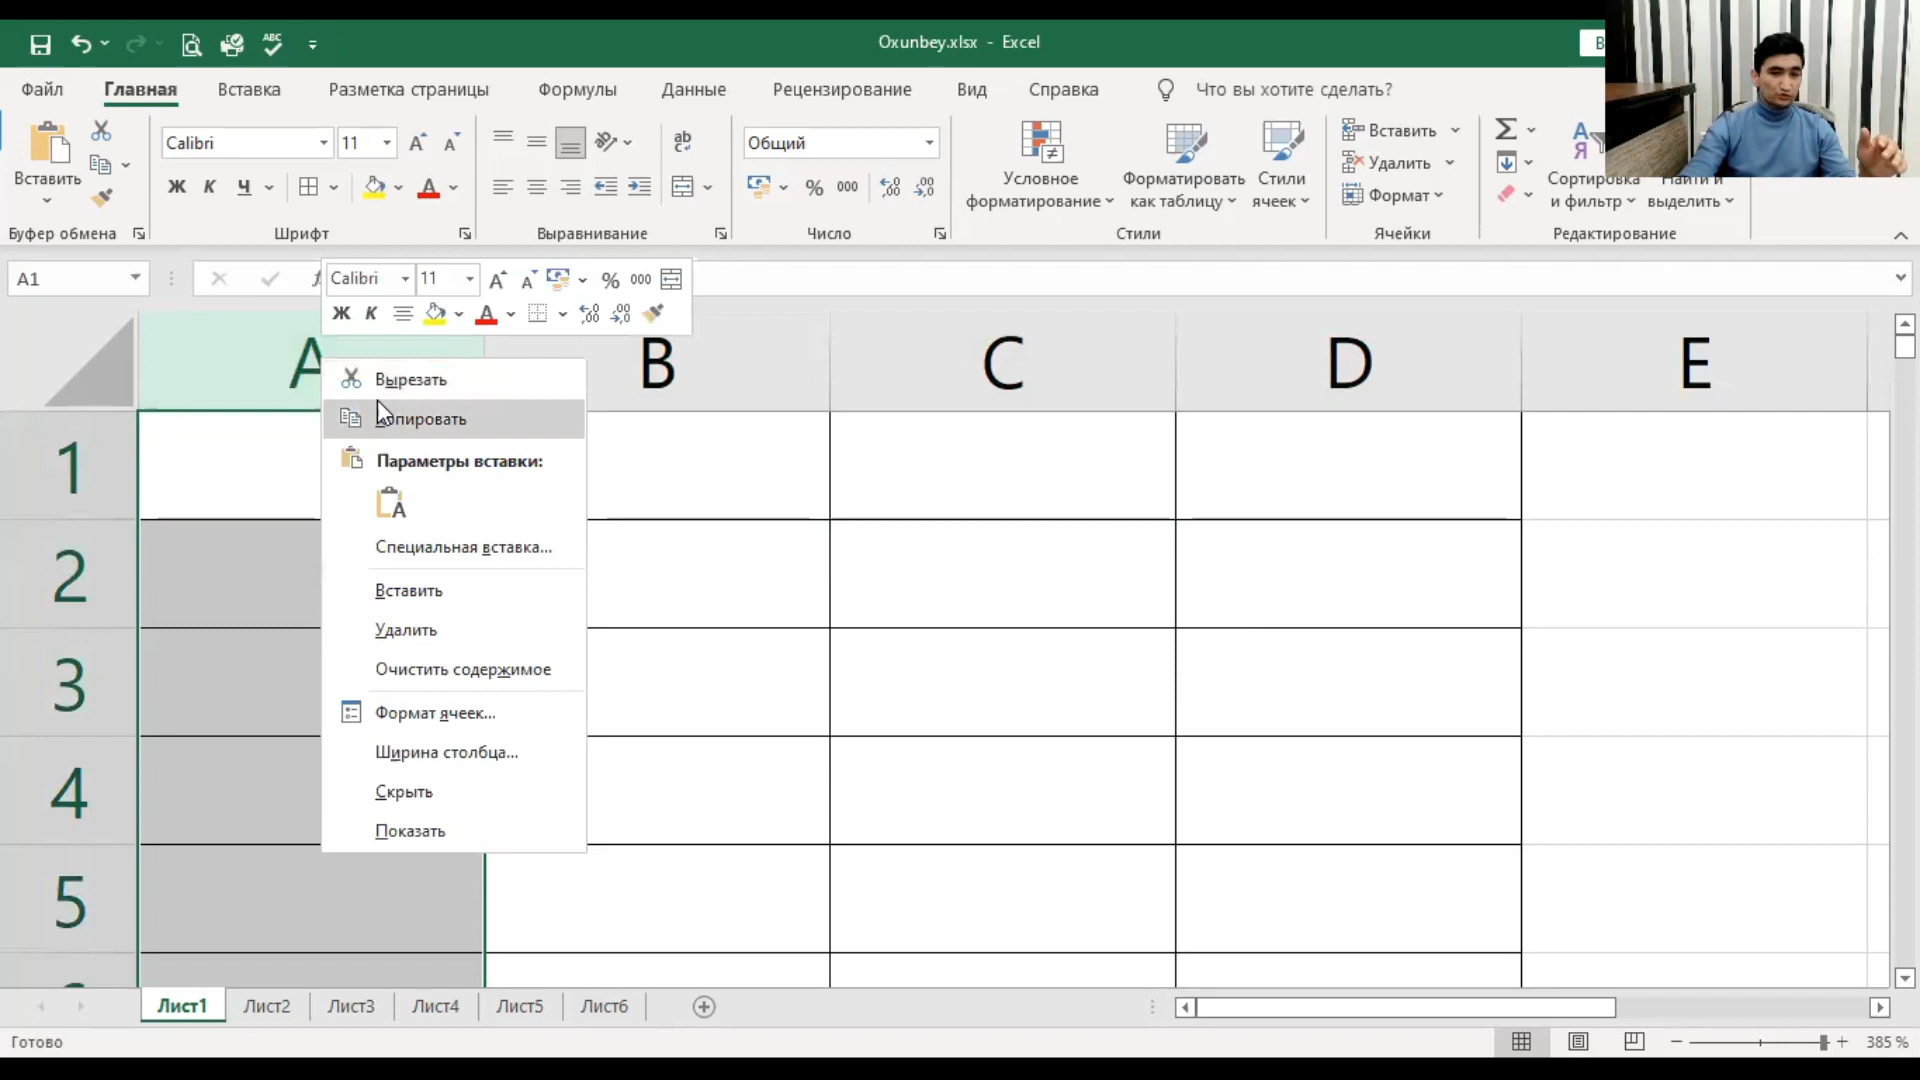 ABC
Oxunbey.xlsx - Excel
В
Файл
Главная
Вставка
Разметка страницы
Формулы
Данные
Рецензирование
Вид
Справка
Что вы хотите сделать?
Вставить
Calibri
11
Ж К Ч
ab
Общий
% 000
Условное
форматирование
Форматировать
как таблицу
Стили
ячеек
Вставить
Удалить
Формат
Сортировка
и фильтр
Найти и
выделить
Буфер обмена
Шрифт
Выравнивание
Число
Стили
Ячейки
Редактирование
A1
Calibri
11
% 000
Ж К
A
B
C
D
E
1
2
3
4
5
Вырезать
Параметры вставки:
Специальная вставка...
Вставить
Удалить
Очистить содержимое
Формат ячеек...
Ширина столбца...
Скрыть
Показать
Лист1
Лист2
Лист3
Лист4
Лист5
Лист6
Готово
385 %